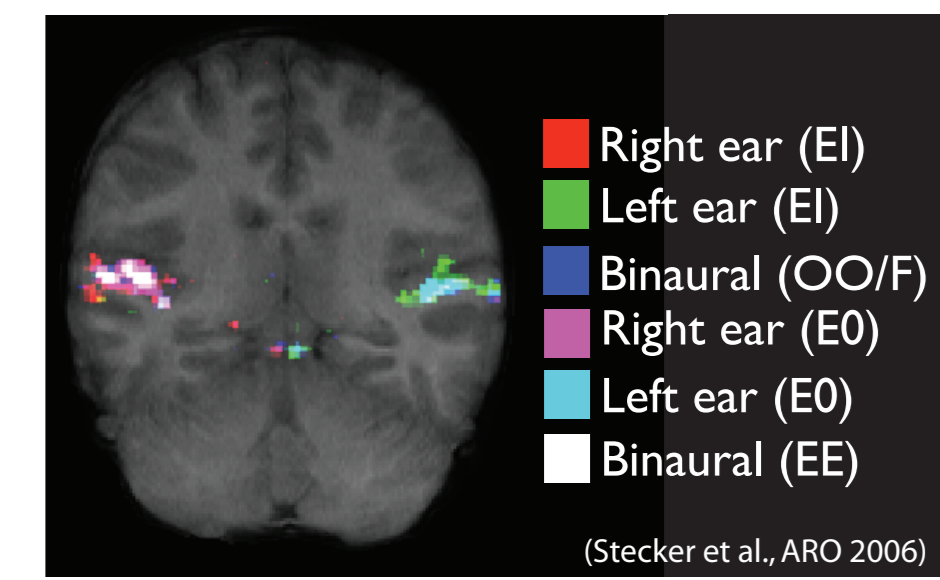 Right ear (EI)
Left ear (EI)
Binaural (OO/F)
Right ear (E0)
Left ear (E0)
Binaural (EE)
(Stecker et al., ARO 2006)